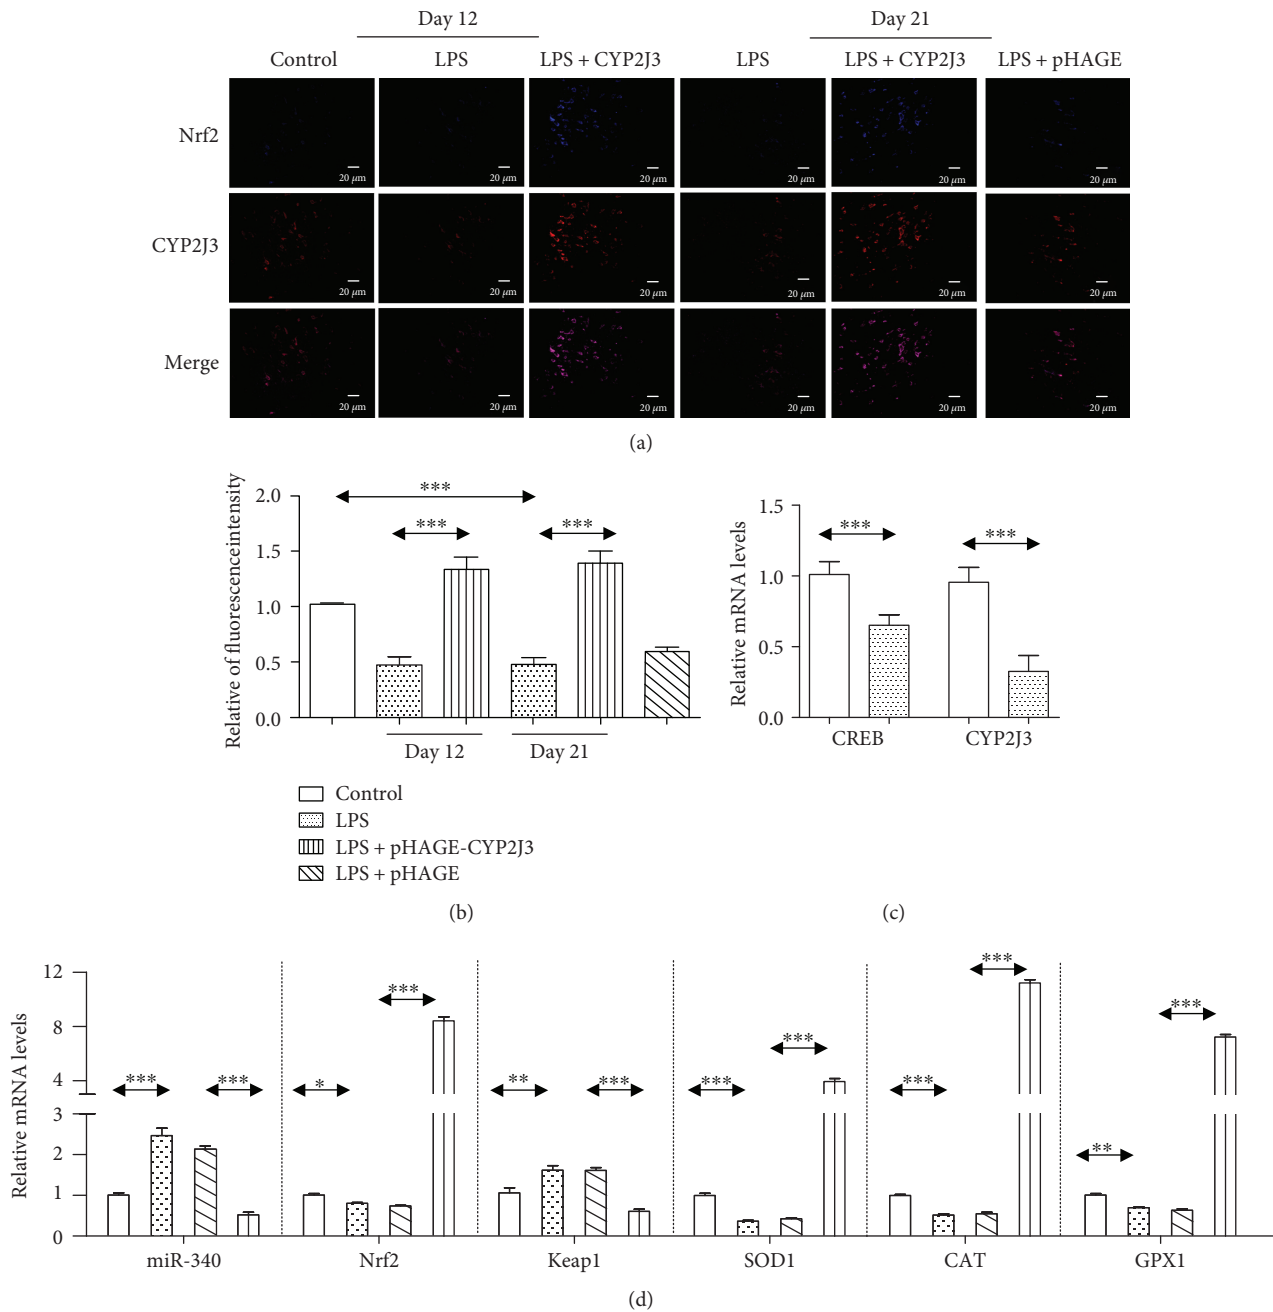 Day 12
Day 21
Control
LPS
LPS + CYP2J3
LPS
LPS + CYP2J3
LPS + pHAGE
Nrf2
20 μm
20 μm
20 μm
20 μm
20 μm
20 μm
CYP2J3
20 μm
20 μm
20 μm
20 μm
20 μm
20 μm
Merge
20 μm
20 μm
20 μm
20 μm
20 μm
20 μm
(a)
Relative of fluorescenceintensity
2.0
1.5
1.0
0.5
0.0
***
***
***
Day 12
Day 21
Control
LPS
LPS + pHAGE-CYP2J3
LPS + pHAGE
(b)
Relative mRNA levels
1.5
1.0
0.5
0.0
***
***
CREB
CYP2J3
(c)
Relative mRNA levels
12
8
4
3
2
1
0
***
***
*
***
**
***
***
***
***
***
**
***
miR-340
Nrf2
Keap1
SOD1
CAT
GPX1
(d)